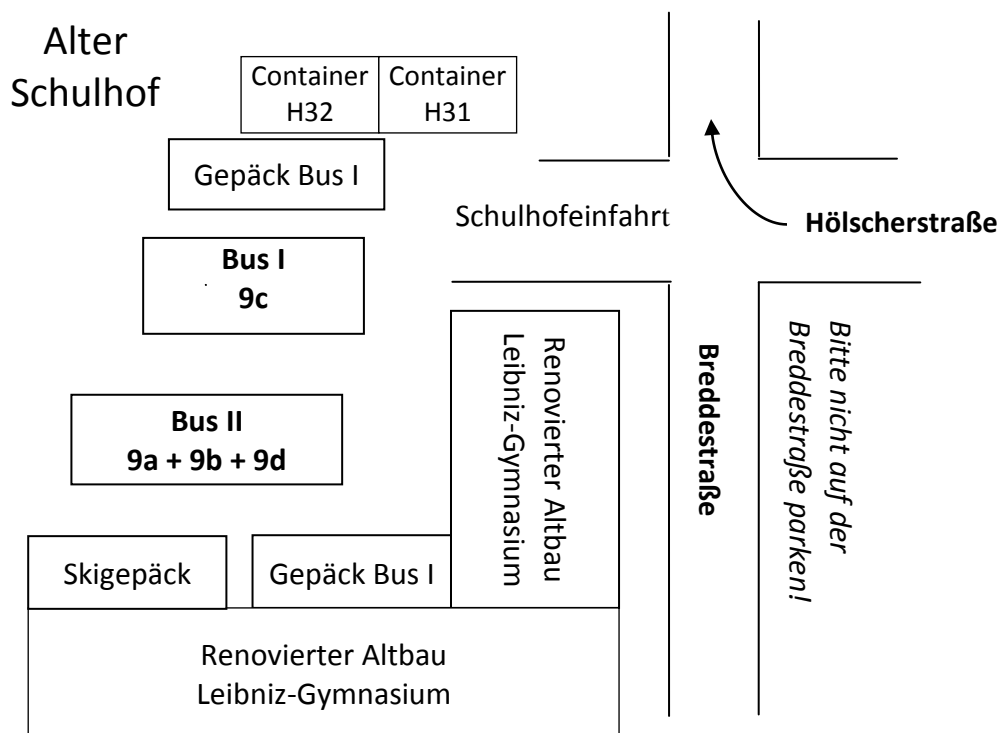 Alter
Schulhof
Container
H32
Container
H31
Gepäck Bus I
Schulhofeinfahrt
Hölscherstraße
Bus I
9c
Bus II
9a + 9b + 9d
Renovierter Altbau
Leibniz-Gymnasium
Breddestraße
Bitte nicht auf der
Breddestraße parken!
Skigepäck
Gepäck Bus I
Renovierter Altbau
Leibniz-Gymnasium